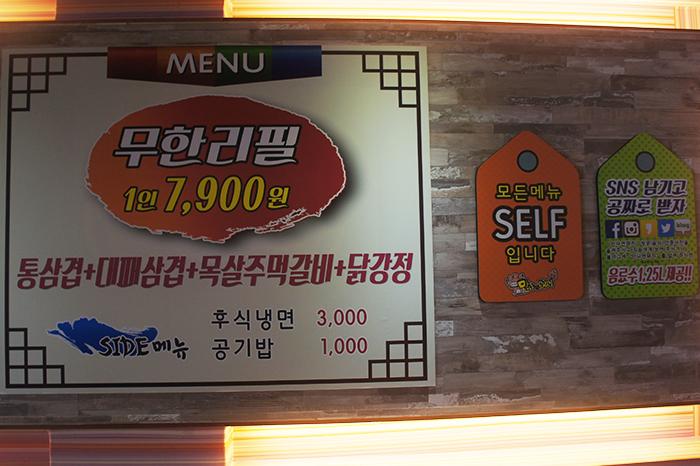 MENU
무한리필
1인 7,900원
통삼겹+대패삼겹+목살주먹갈비+닭강정
SIDE메뉴
후식냉면 3,000
공기밥 1,000
모든메뉴
SELF
입니다
SNS 남기고
공짜로 받자
음료수1.25L제공!!